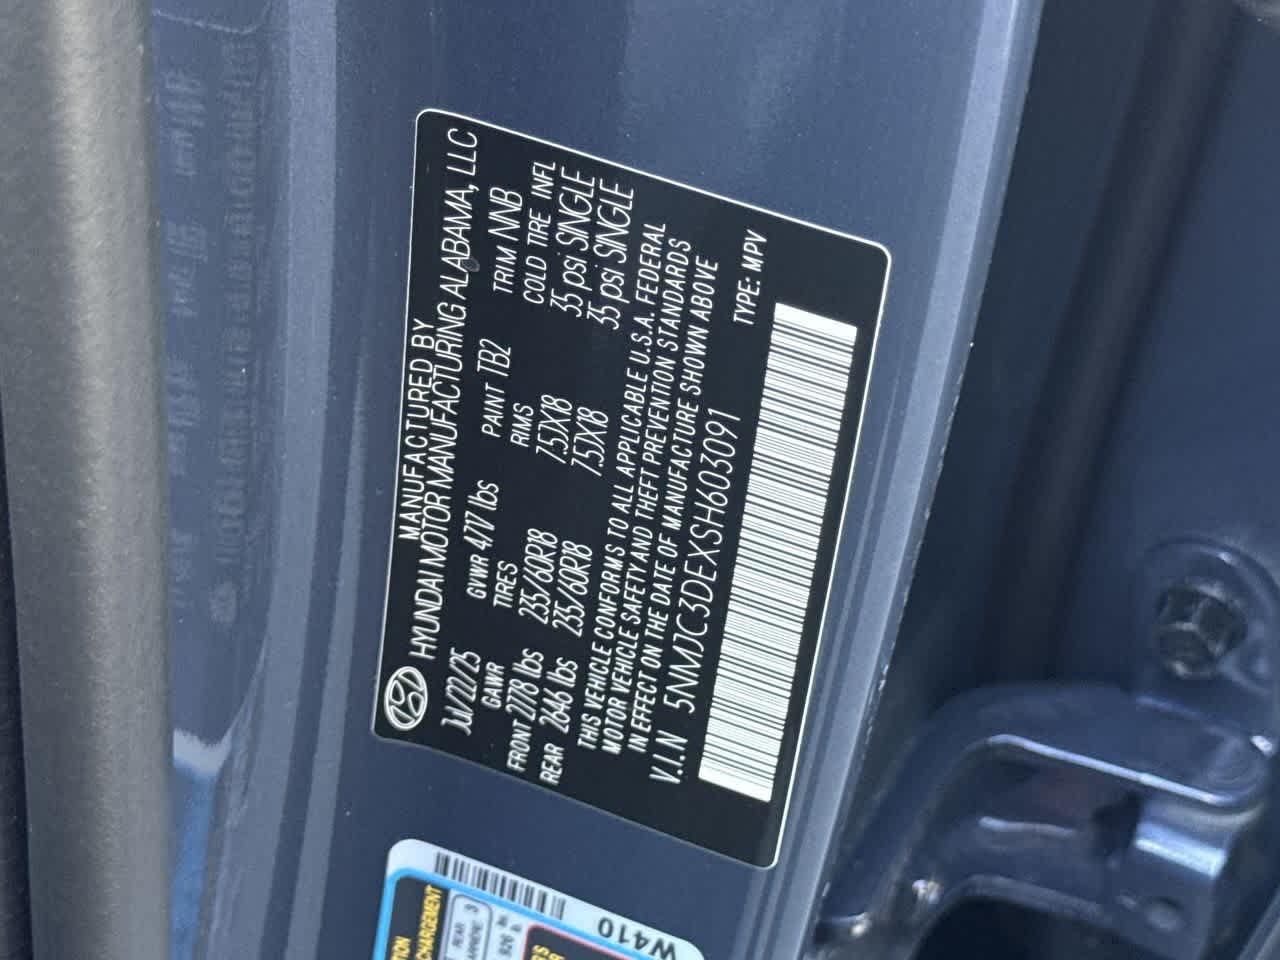 MANUFACTURED BY
HYUNDAI MOTOR MANUFACTURING ALABAMA, LLC
Jul/22/25 GVWR 4717 lbs PAINT TB2 TRIM NNB
GAWR TIRES RIMS COLD TIRE INFL
FRONT 2778 lbs 235/60R18 7.5JX18 35 psi SINGLE
REAR 2646 lbs 235/60R18 7.5JX18 35 psi SINGLE
THIS VEHICLE CONFORMS TO ALL APPLICABLE U.S.A. FEDERAL
MOTOR VEHICLE SAFETY AND THEFT PREVENTION STANDARDS
IN EFFECT ON THE DATE OF MANUFACTURE SHOWN ABOVE
V.I.N 5NMJC3DEXSH603091 TYPE: MPV
W410
REAR
3